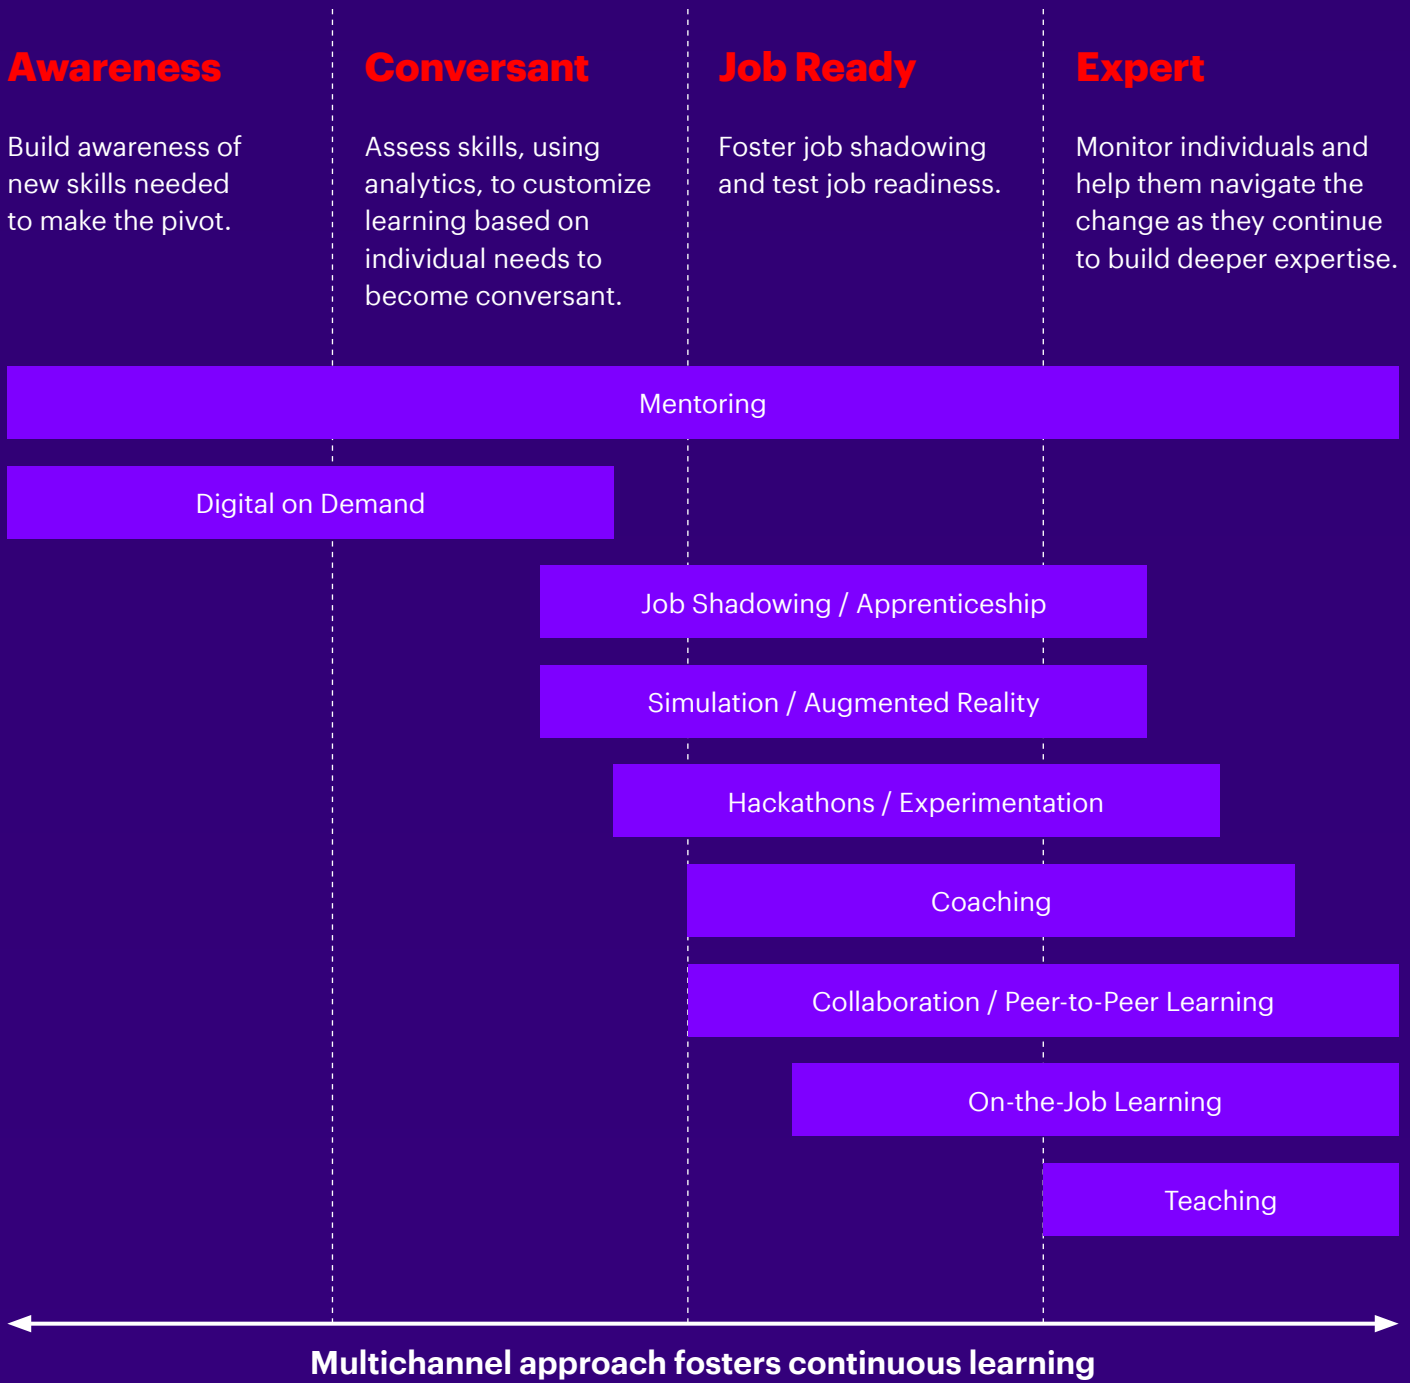 Awareness
Build awareness of
new skills needed
to make the pivot.
Conversant
Assess skills, using
analytics, to customize
learning based on
individual needs to
become conversant.
Job Ready
Foster job shadowing
and test job readiness.
Expert
Monitor individuals and
help them navigate the
change as they continue
to build deeper expertise.
Mentoring
Digital on Demand
Job Shadowing / Apprenticeship
Simulation / Augmented Reality
Hackathons / Experimentation
Coaching
Collaboration / Peer-to-Peer Learning
On-the-Job Learning
Teaching
Multichannel approach fosters continuous learning